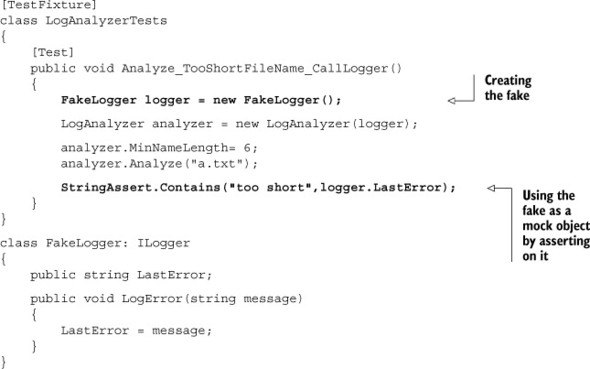 [TestFixture]
class LogAnalyzerTests
{
[Test]
public void Analyze_TooShortFileName_CallLogger()
{
FakeLogger logger = new FakeLogger();
LogAnalyzer analyzer = new LogAnalyzer(logger);
analyzer.MinNameLength= 6;
analyzer.Analyze("a.txt");
StringAssert.Contains("too short",logger.LastError);
}
}
class FakeLogger: ILogger
{
public string LastError;
public void LogError(string message)
{
LastError = message;
}
}
Creating
the fake
Using the
fake as a
mock object
by asserting
on it